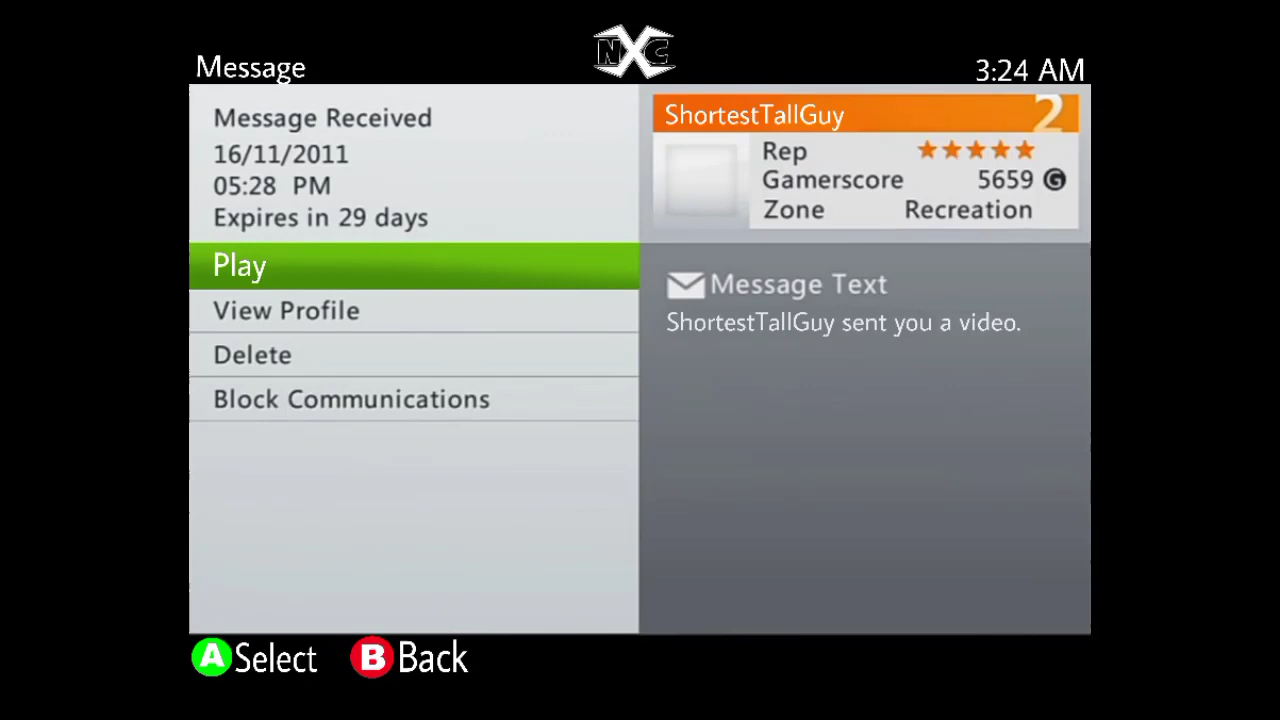 NXC
Message
3:24 AM
Message Received
16/11/2011
05:28 PM
Expires in 29 days
Play
View Profile
Delete
Block Communications
ShortestTallGuy 2
Rep ★★★★★
Gamerscore 5659 G
Zone Recreation
Message Text
ShortestTallGuy sent you a video.
A Select B Back